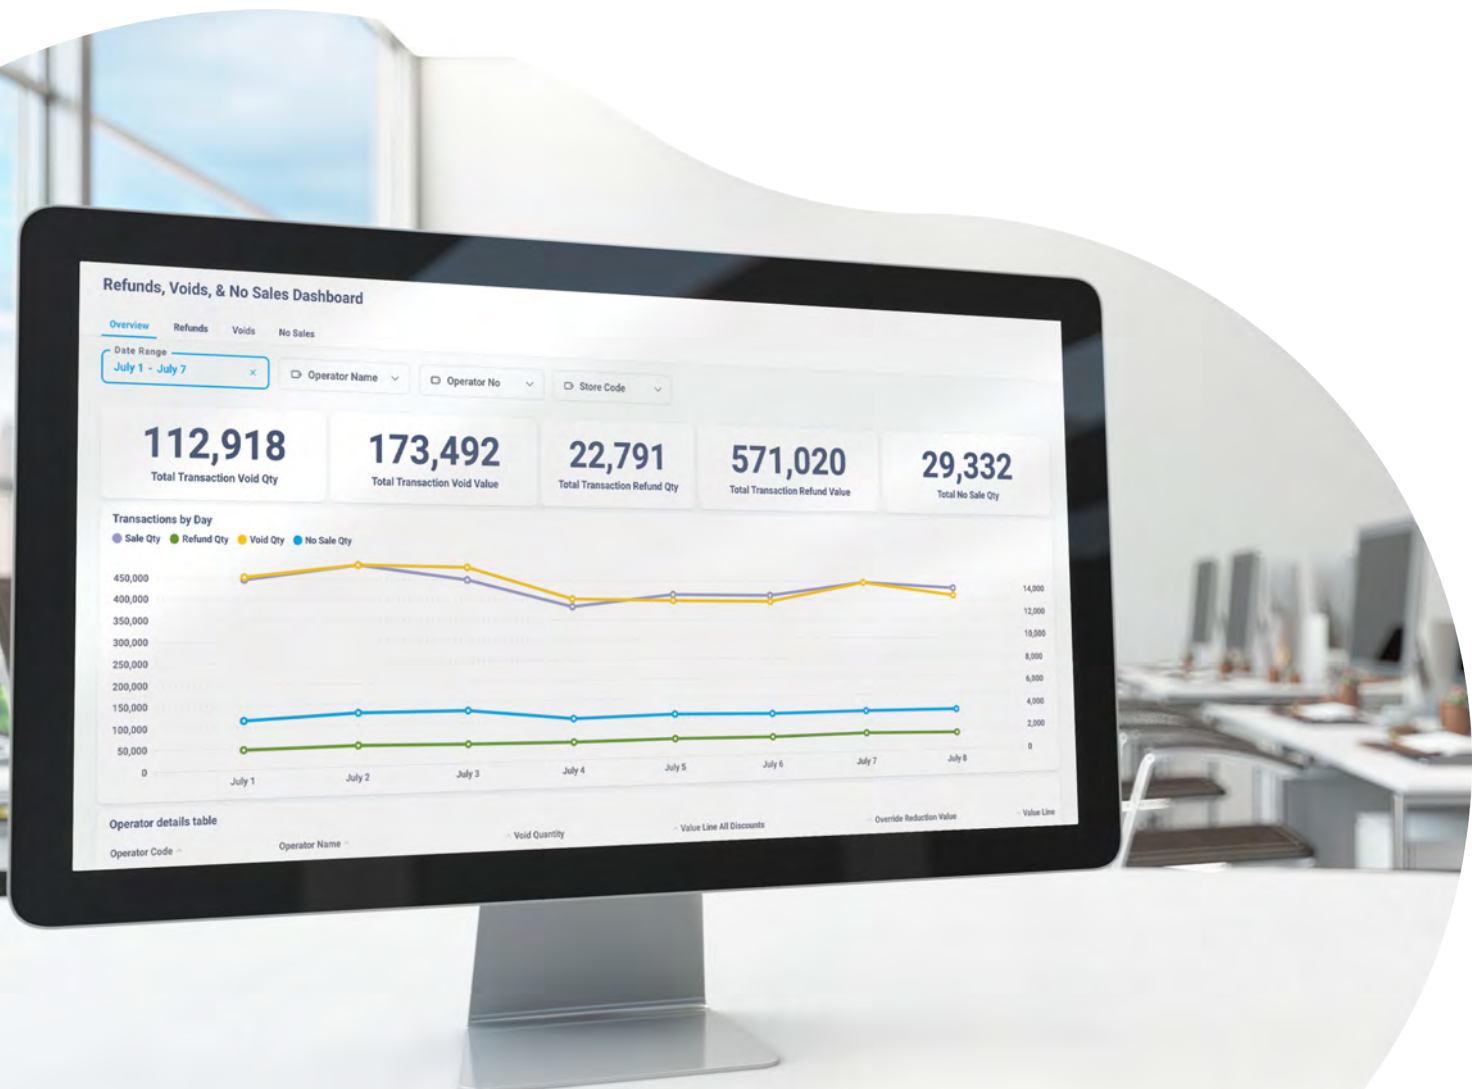 Refunds, Voids, & No Sales Dashboard
Overview Refunds Voids No Sales
Date Range
July 1 - July 7 × Operator Name Operator No Store Code
112,918 173,492 22,791 571,020 29,332
Total Transaction Void Qty Total Transaction Void Value Total Transaction Refund Qty Total Transaction Refund Value Total No Sale Qty
Transactions by Day
Sale Qty Refund Qty Void Qty No Sale Qty
450,000 14,000
400,000 12,000
350,000 10,000
300,000 8,000
250,000 6,000
200,000 4,000
150,000 2,000
100,000 0
50,000
0
July 1 July 2 July 3 July 4 July 5 July 6 July 7 July 8
Operator details table
Operator Code Operator Name Void Quantity Value Line All Discounts Override Reduction Value Value Line